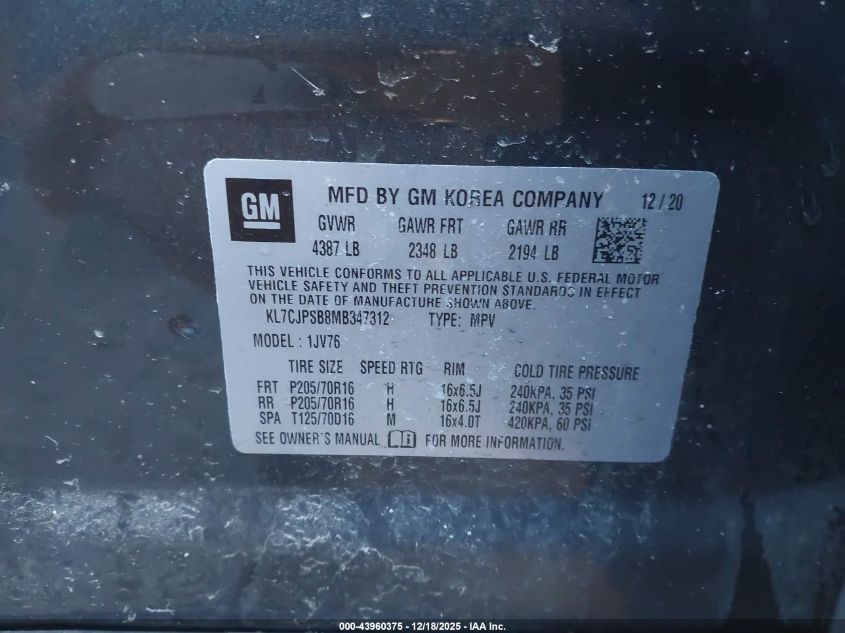 GM
MFD BY GM KOREA COMPANY 12/20
GVWR GAWR FRT GAWR RR
4387 LB 2348 LB 2194 LB
THIS VEHICLE CONFORMS TO ALL APPLICABLE U.S. FEDERAL MOTOR
VEHICLE SAFETY AND THEFT PREVENTION STANDARDS IN EFFECT
ON THE DATE OF MANUFACTURE SHOWN ABOVE.
KL7CJPSB8MB347312 TYPE: MPV
MODEL : 1JV76
TIRE SIZE SPEED RTG RIM COLD TIRE PRESSURE
FRT P205/70R16 H 16x6.5J 240KPA, 35 PSI
RR P205/70R16 H 16x6.5J 240KPA, 35 PSI
SPA T125/70D16 M 16x4.0T 420KPA, 60 PSI
SEE OWNER'S MANUAL FOR MORE INFORMATION.
000-43960375 - 12/18/2025 - IAA Inc.